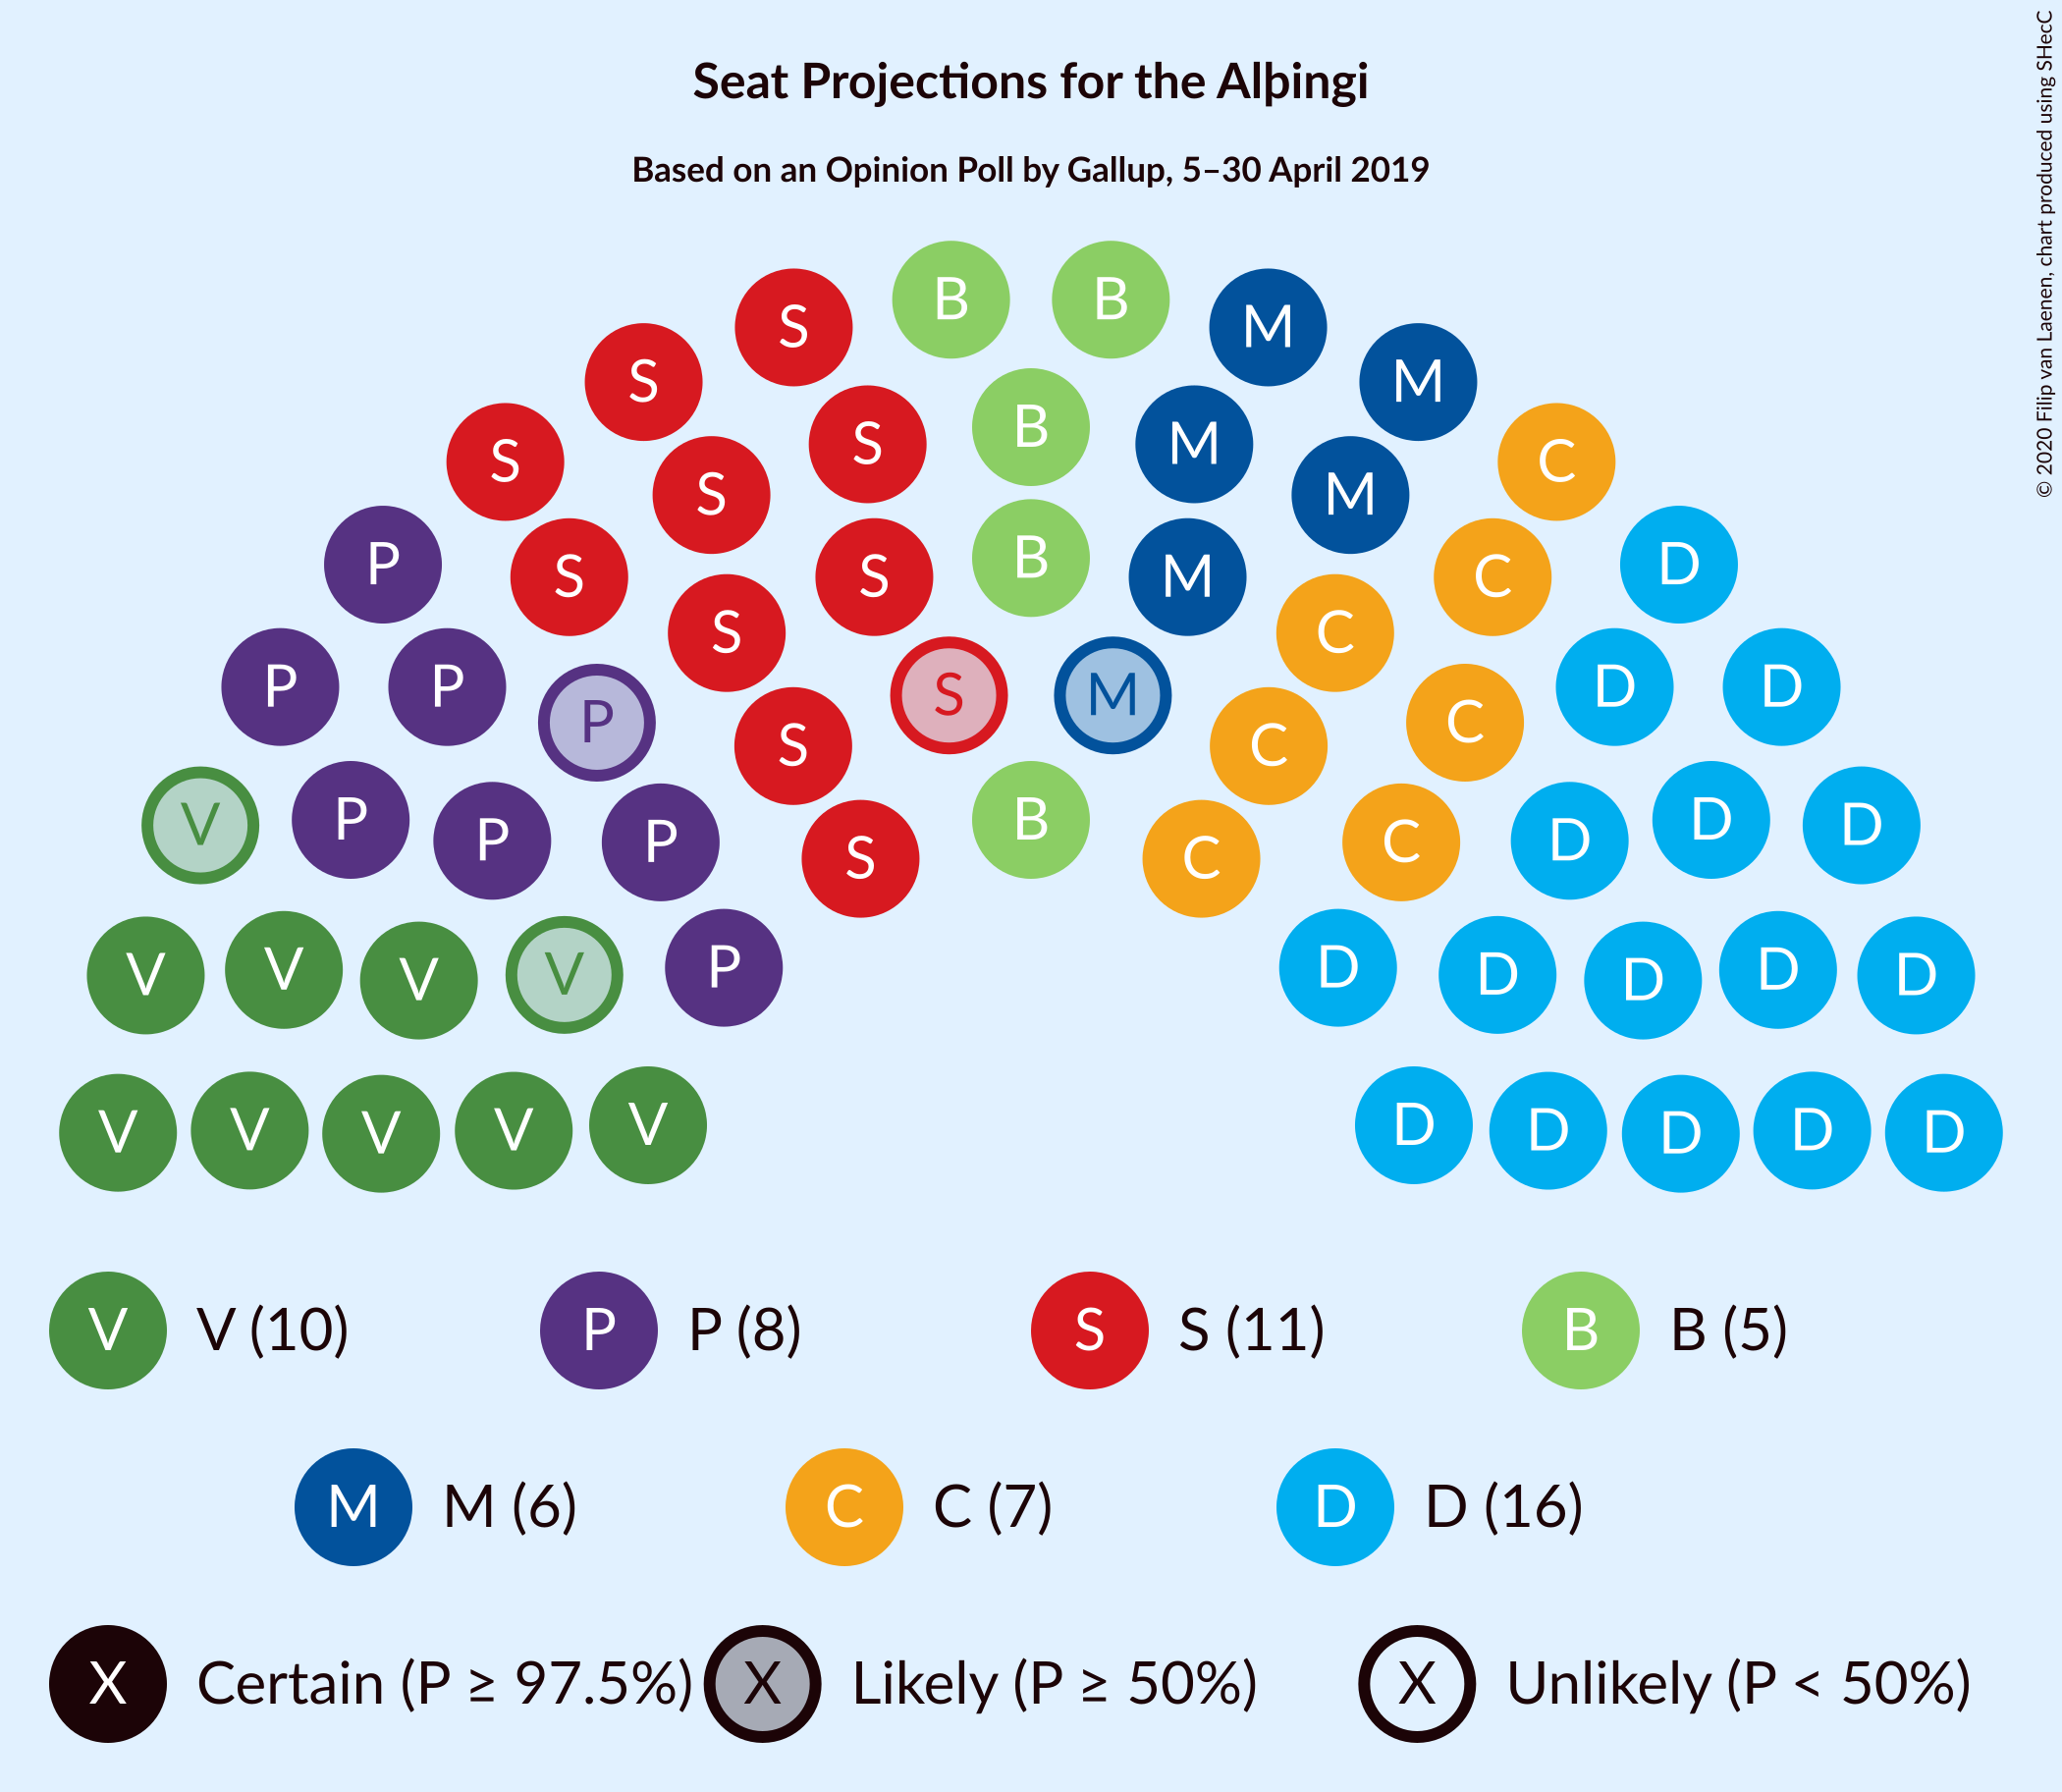 Seat Projections for the Alþingi
Based on an Opinion Poll by Gallup, 5–30 April 2019
© 2020 Filip van Laenen, chart produced using SHecC
B B
S M
S M
S B M
S C
S M
P B D
S S M C
S C
P P S M D D
P C
S C
V P B D D
P P C D
S C
V V V V P D D D D D
V V V V V D D D D D
V V (10) P P (8) S S (11) B B (5)
M M (6) C C (7) D D (16)
X Certain (P ≥ 97.5%) X Likely (P ≥ 50%) X Unlikely (P < 50%)